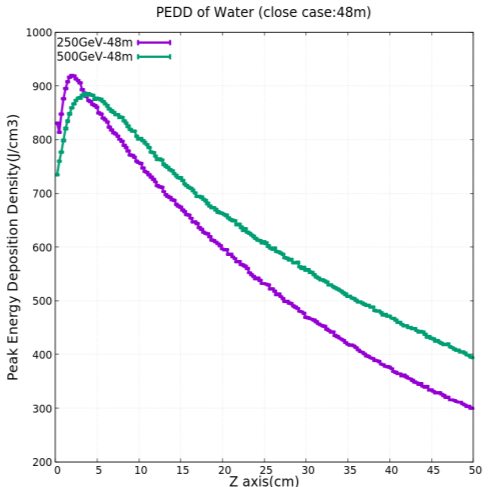 PEDD of Water (close case:48m)
250GeV-48m
500GeV-48m
Peak Energy Deposition Density(J/cm3)
1000
900
800
700
600
500
400
300
200
0 5 10 15 20 25 30 35 40 45 50
Z axis(cm)